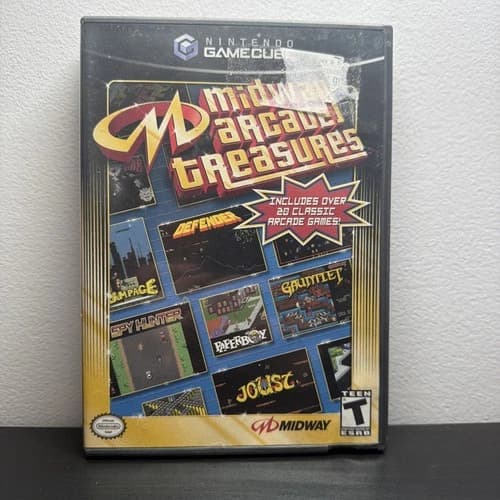 NINTENDO
GAMECUBE
midway
arcade
treasures
INCLUDES OVER
20 CLASSIC
ARCADE GAMES!
DEFENDER
RAMPAGE
GAUNTLET
SPY HUNTER
PAPERBOY
JOUST
TEEN
T
ESRB
MIDWAY
Nintendo